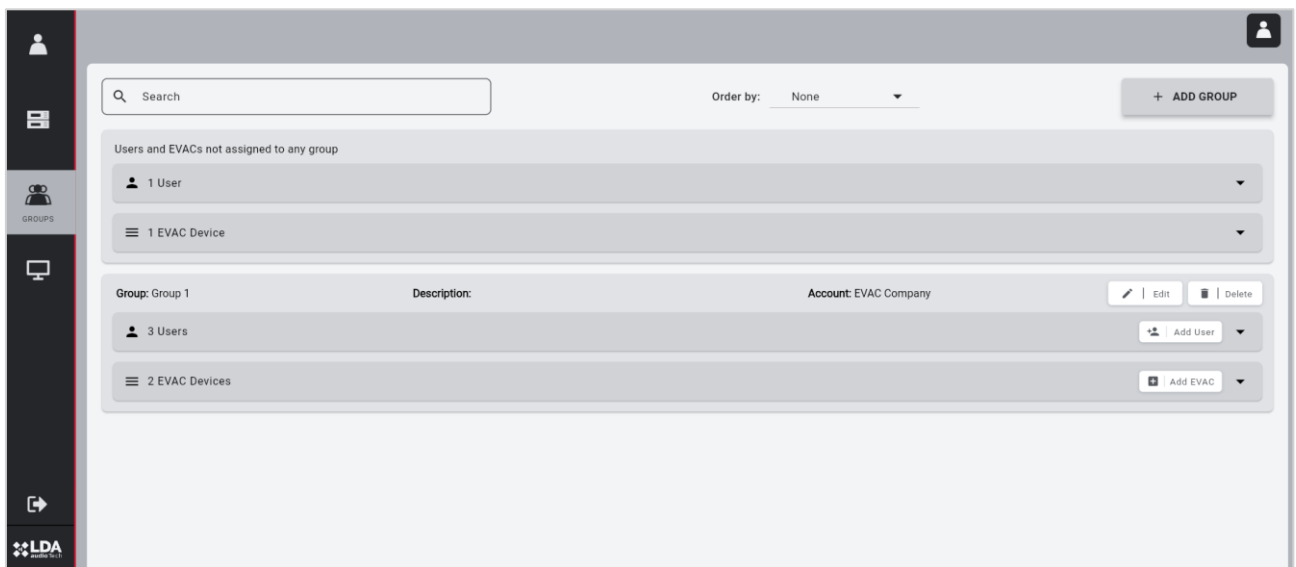 Search
Order by: None
+ ADD GROUP
Users and EVACs not assigned to any group
1 User
1 EVAC Device
GROUPS
Group: Group 1 Description: Account: EVAC Company Edit Delete
3 Users Add User
2 EVAC Devices Add EVAC
LDA
audio Tech